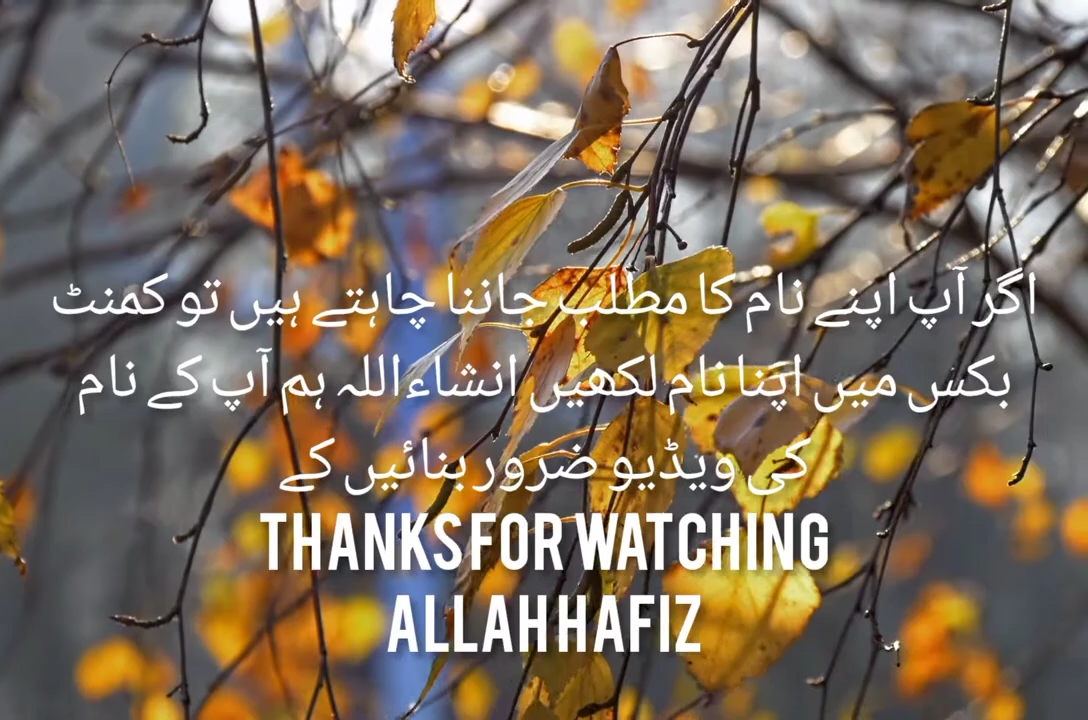 اگر آپ اپنے نام کا مطلب جاننا چاہتے ہیں تو کمنٹ
بکس میں اپنا نام لکھیں انشاءاللہ ہم آپ کے نام
کی ویڈیو ضرور بنائیں کے
THANKS FOR WATCHING
ALLAH HAFIZ